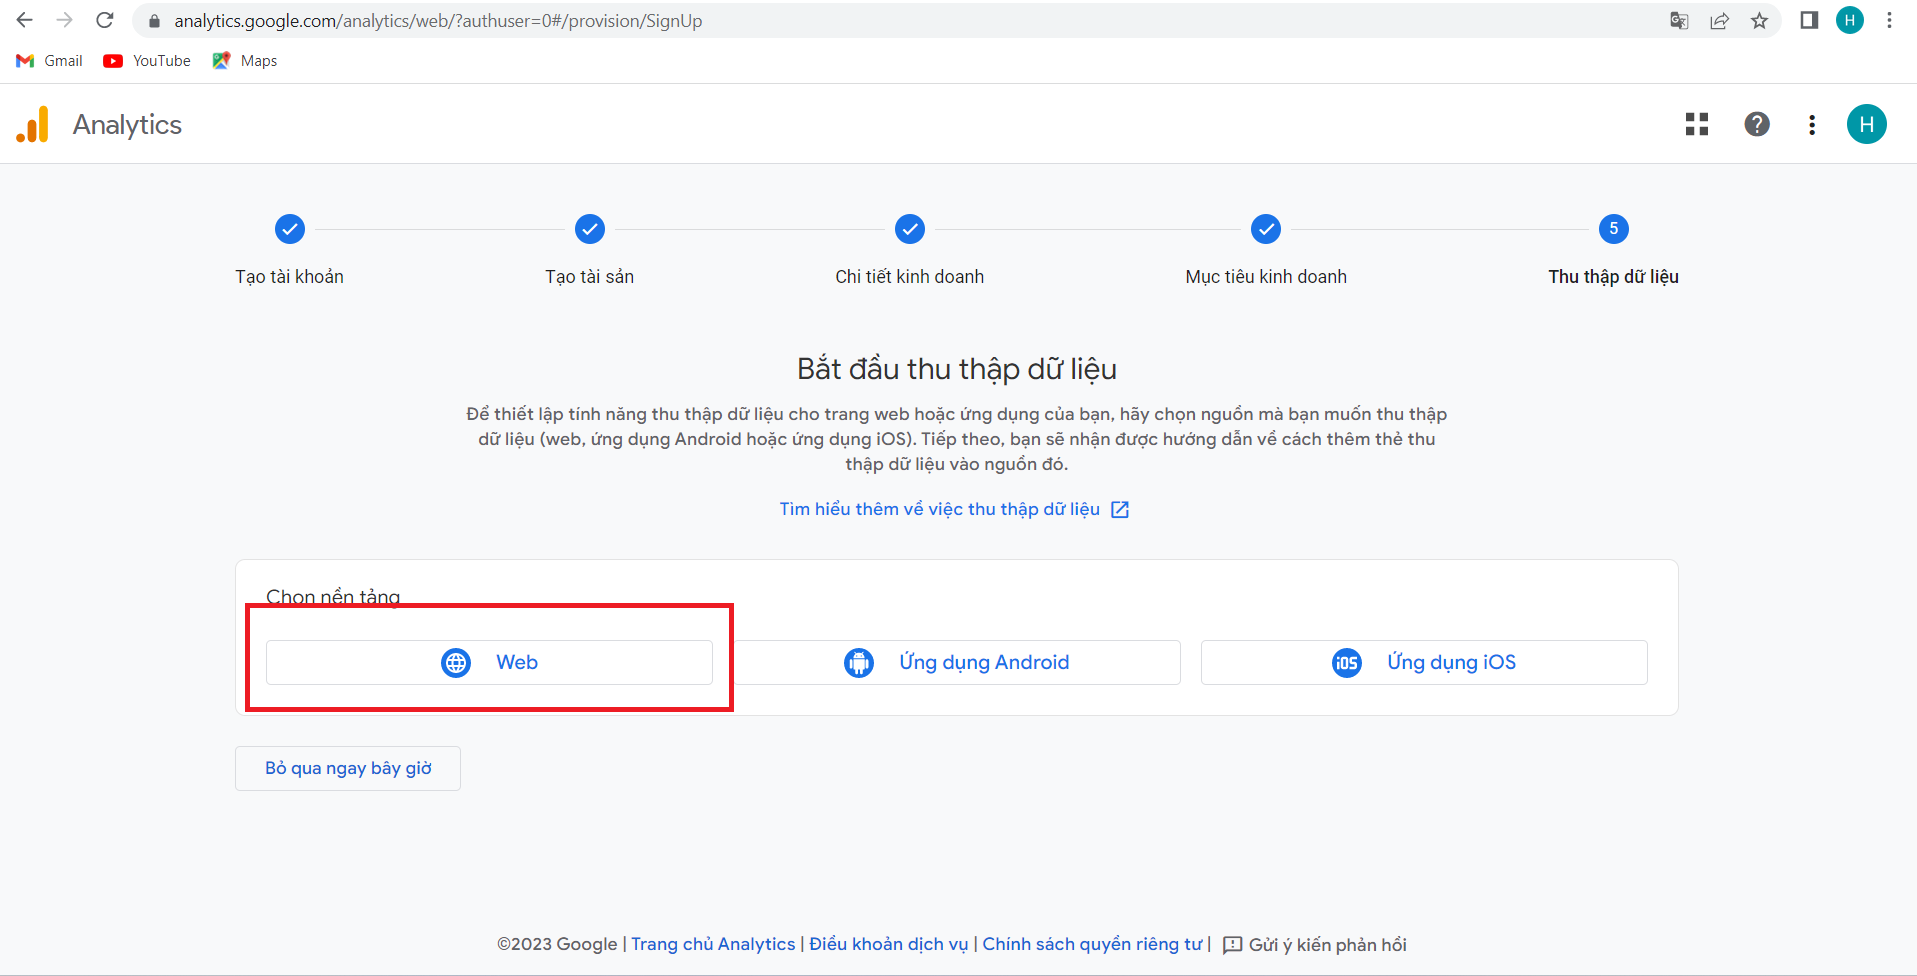 analytics.google.com/analytics/web/?authuser=0#/provision/SignUp
H
Gmail YouTube Maps
Analytics
H
5
Tạo tài khoản Tạo tài sản Chi tiết kinh doanh Mục tiêu kinh doanh Thu thập dữ liệu
Bắt đầu thu thập dữ liệu
Để thiết lập tính năng thu thập dữ liệu cho trang web hoặc ứng dụng của bạn, hãy chọn nguồn mà bạn muốn thu thập
dữ liệu (web, ứng dụng Android hoặc ứng dụng iOS). Tiếp theo, bạn sẽ nhận được hướng dẫn về cách thêm thẻ thu
thập dữ liệu vào nguồn đó.
Tìm hiểu thêm về việc thu thập dữ liệu
Chọn nền tảng
Web Ứng dụng Android iOS Ứng dụng iOS
Bỏ qua ngay bây giờ
©2023 Google | Trang chủ Analytics | Điều khoản dịch vụ | Chính sách quyền riêng tư | Gửi ý kiến phản hồi